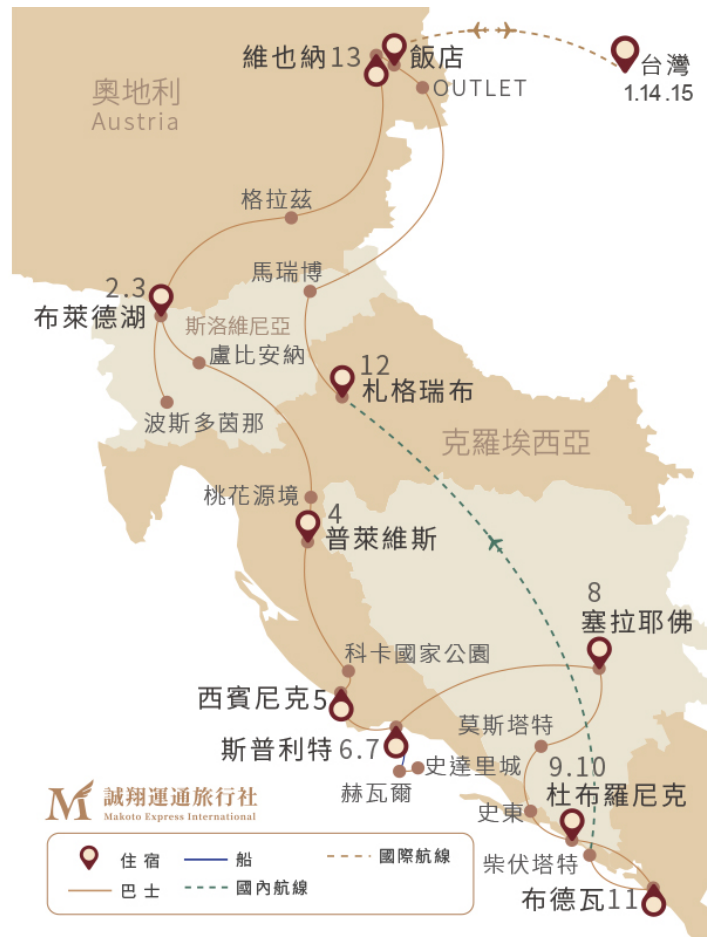 維也納13
飯店
台灣
1.14.15
奧地利
Austria
OUTLET
格拉茲
馬瑞博
2.3
布萊德湖
斯洛維尼亞
盧比安納
12
札格瑞布
波斯多茵那
克羅埃西亞
桃花源境
4
普萊維斯
8
塞拉耶佛
科卡國家公園
西賓尼克5
莫斯塔特
斯普利特6.7
史達里城
赫瓦爾
9.10
杜布羅尼克
史東
柴伏塔特
布德瓦11
誠翔運通旅行社
Makoto Express International
住宿
船
國際航線
巴士
國內航線